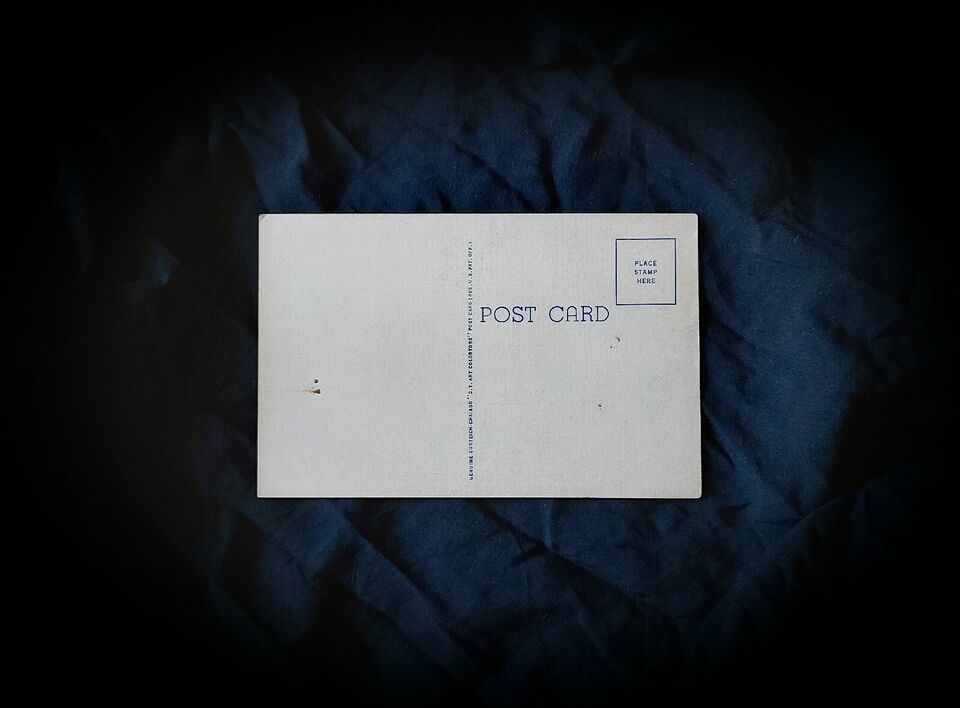 GENUINE CURTEICH-CHICAGO "C.T. ART-COLORTONE" POST CARD (REG. U.S. PAT. OFF.)
POST CARD
PLACE
STAMP
HERE